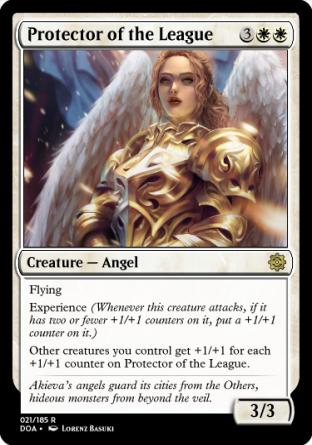 Protector of the League 3
Creature — Angel
Flying
Experience (Whenever this creature attacks, if it
has two or fewer +1/+1 counters on it, put a +1/+1
counter on it.)
Other creatures you control get +1/+1 for each
+1/+1 counter on Protector of the League.
Akieva's angels guard its cities from the Others,
hideous monsters from beyond the veil.
3/3
021/185 R
DOA • Lorenz Basuki